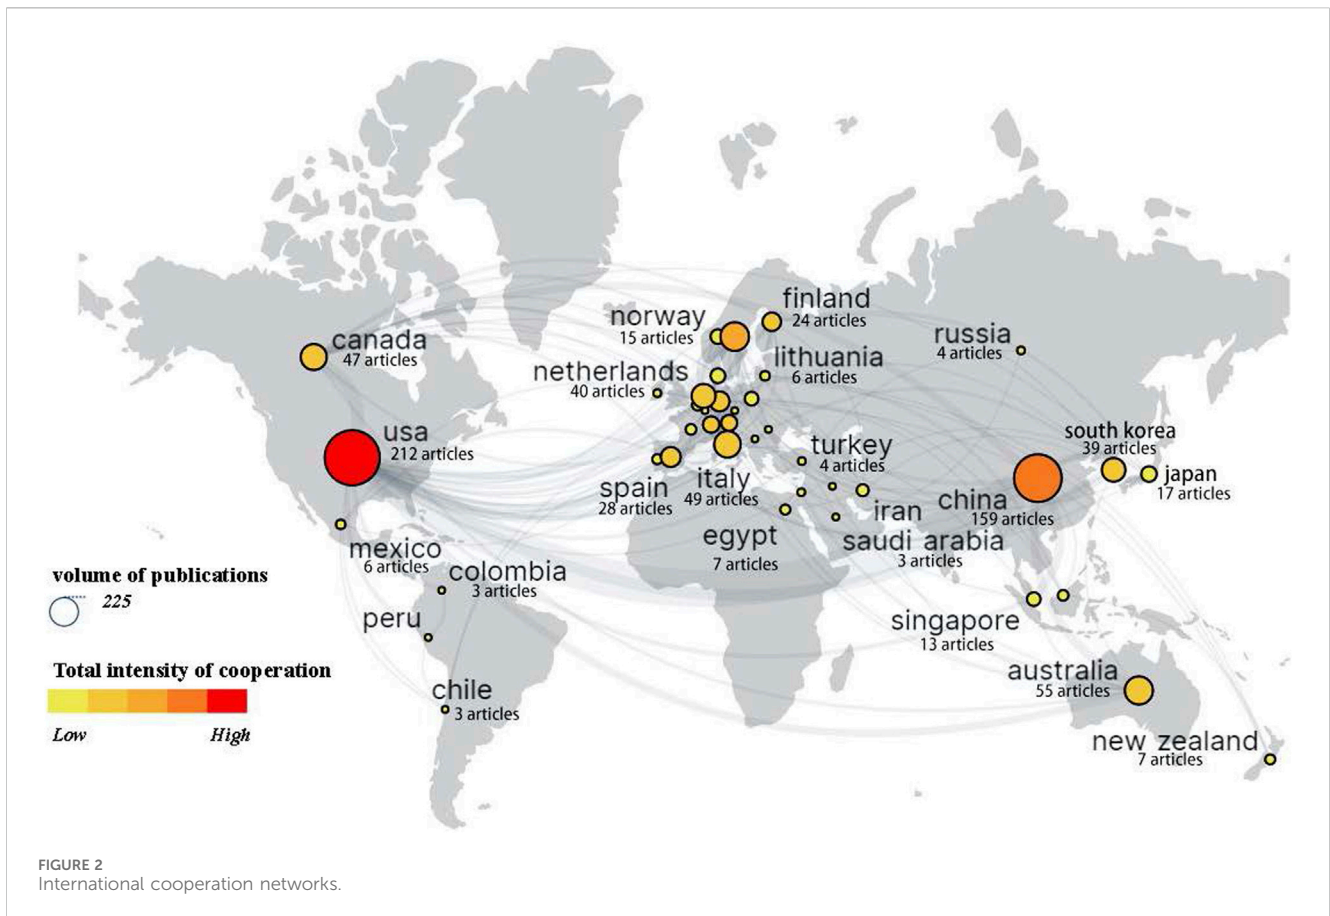 finland
24 articles
norway
15 articles
russia
4 articles
canada
47 articles
lithuania
6 articles
netherlands
40 articles
usa
212 articles
south korea
39 articles
turkey
4 articles
japan
17 articles
italy
49 articles
spain
28 articles
china
159 articles
iran
egypt
7 articles
saudi arabia
3 articles
mexico
6 articles
colombia
3 articles
volume of publications
225
peru
singapore
13 articles
Total intensity of cooperation
Low
High
australia
55 articles
chile
3 articles
new zealand
7 articles
FIGURE 2
International cooperation networks.